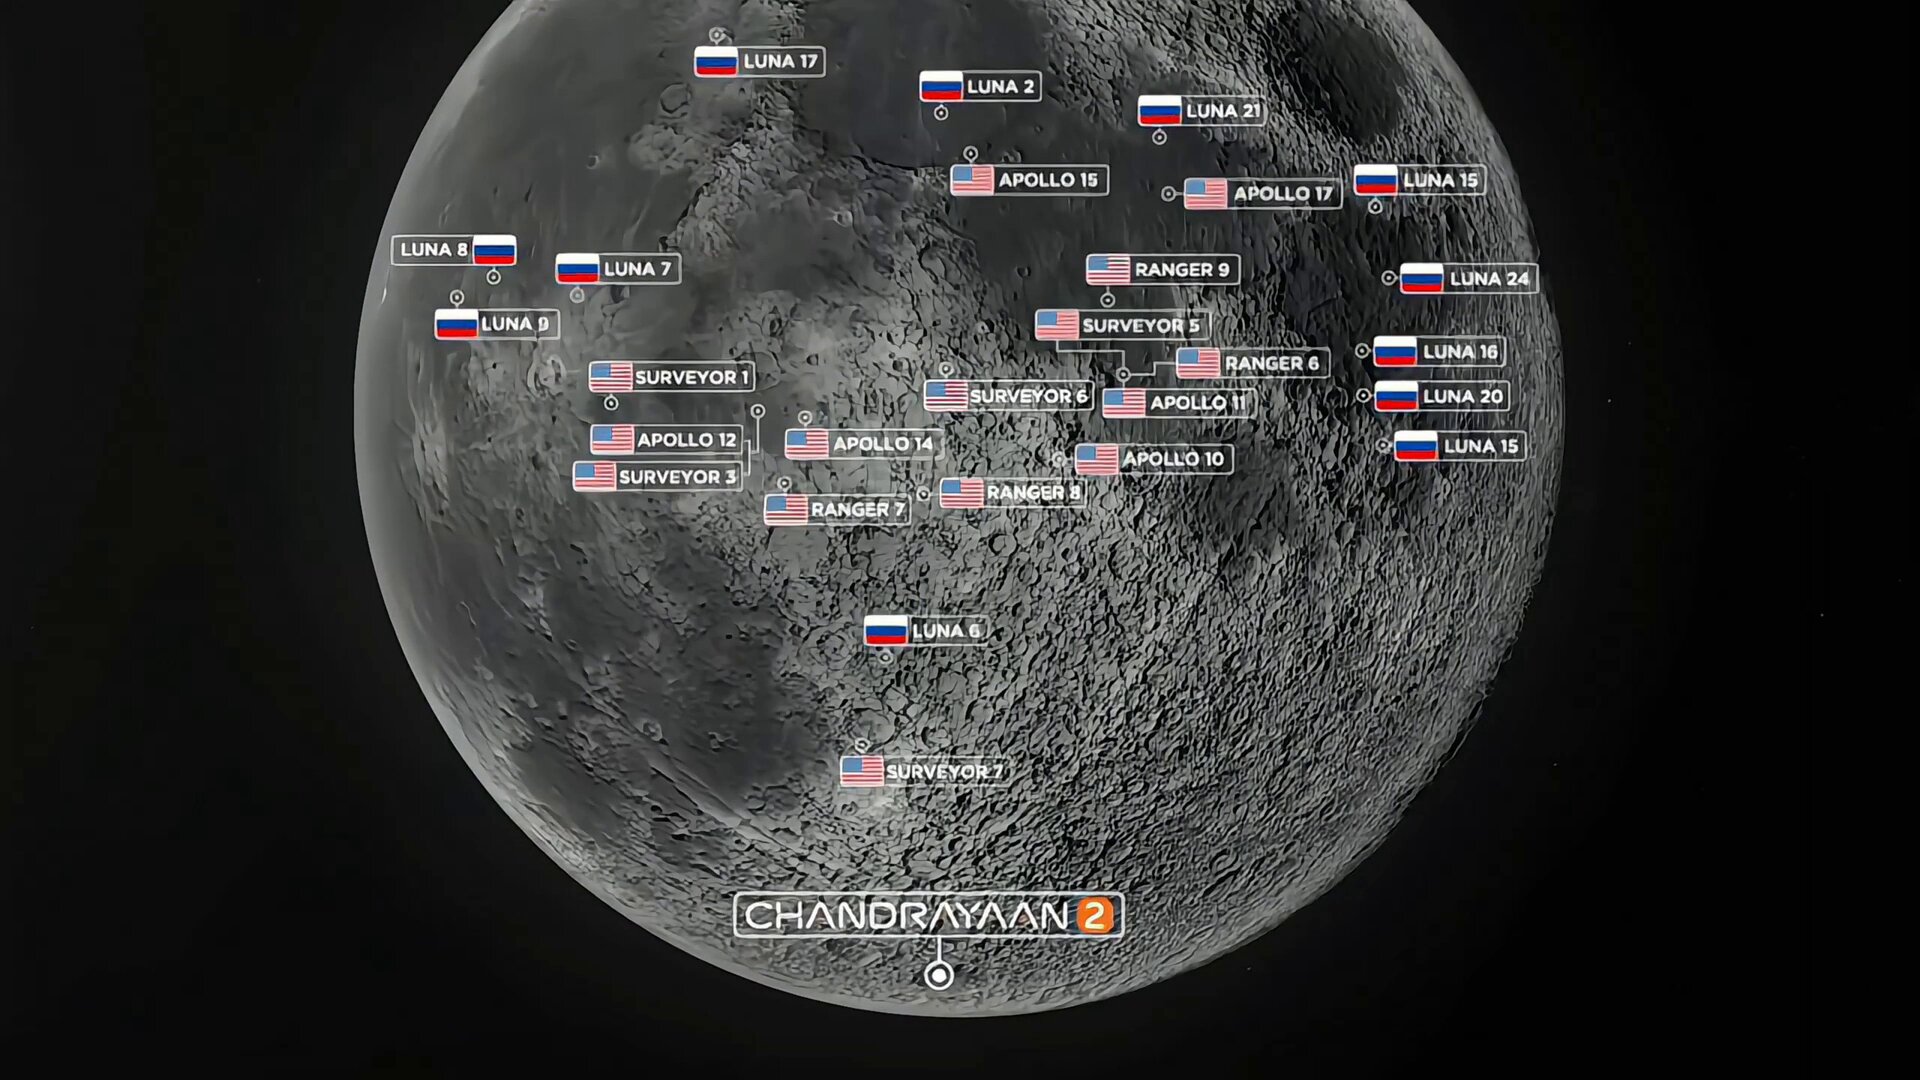 LUNA 17
LUNA 2
LUNA 21
APOLLO 15
APOLLO 17
LUNA 15
LUNA 8
LUNA 7
RANGER 9
LUNA 24
LUNA 9
SURVEYOR 5
LUNA 16
RANGER 6
SURVEYOR 1
SURVEYOR 6
APOLLO 11
LUNA 20
APOLLO 12
APOLLO 14
LUNA 15
APOLLO 10
SURVEYOR 3
RANGER 8
RANGER 7
LUNA 6
SURVEYOR 7
CHANDRAYAAN 2